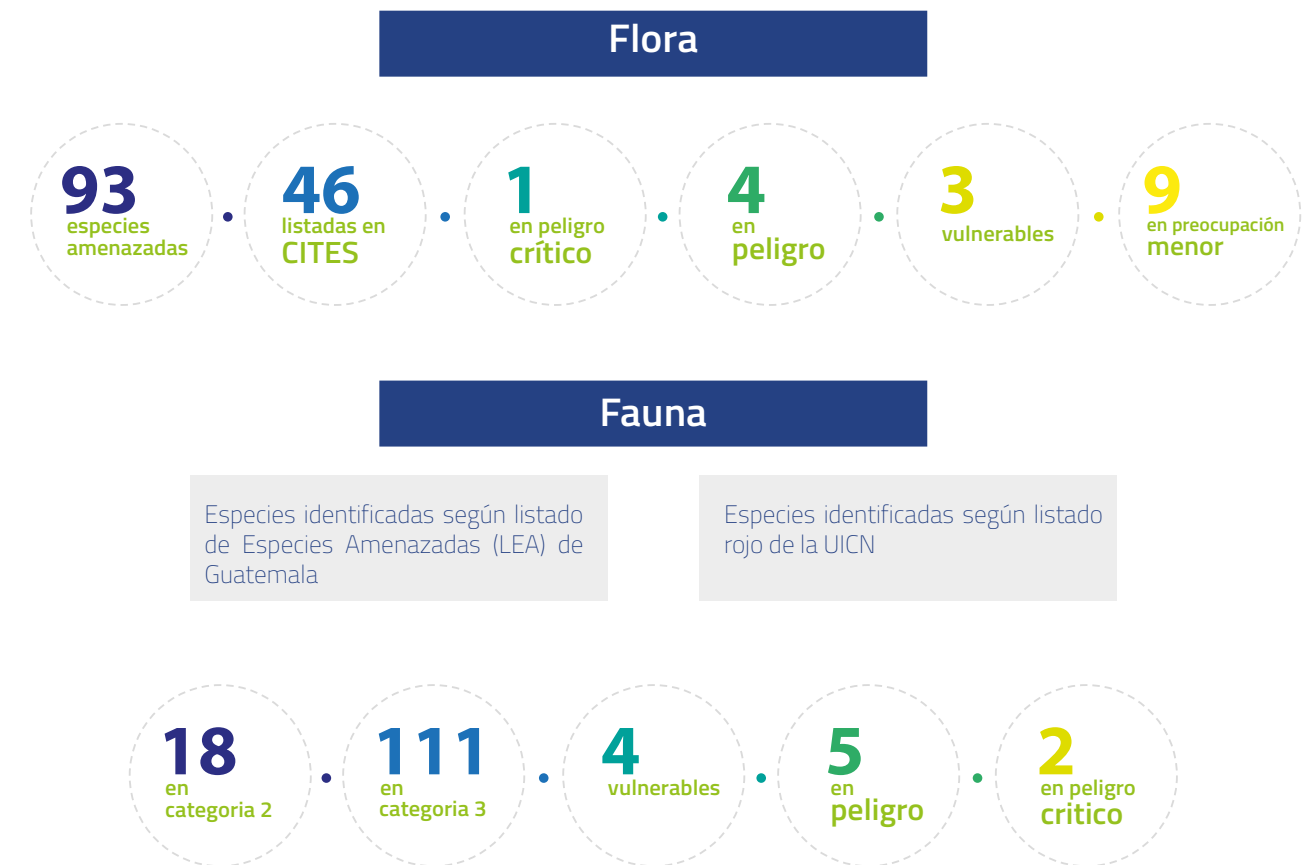 Flora
93
especies
amenazadas
46
listadas en
CITES
1
en peligro
crítico
4
en
peligro
3
vulnerables
9
en preocupación
menor
Fauna
Especies identificadas según listado
de Especies Amenazadas (LEA) de
Guatemala
Especies identificadas según listado
rojo de la UICN
18
en
categoria 2
111
en
categoria 3
4
vulnerables
5
en
peligro
2
en peligro
critico